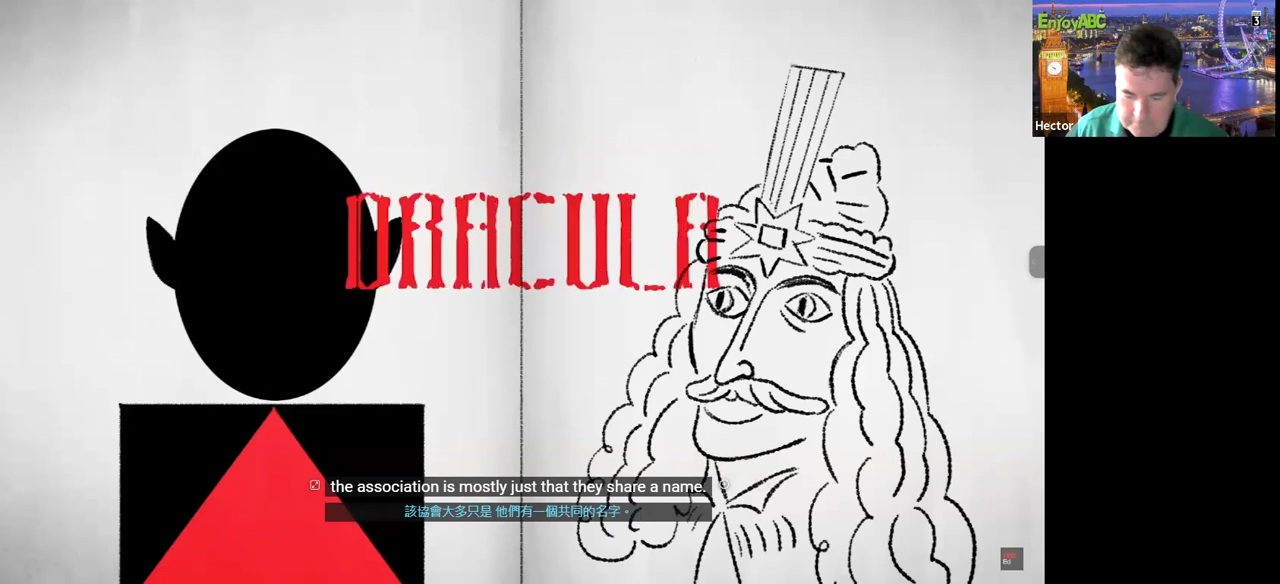 DRACULA
the association is mostly just that they share a name.
該協會大多只是 他們有一個共同的名字。
EnjoyABC
3
Hector